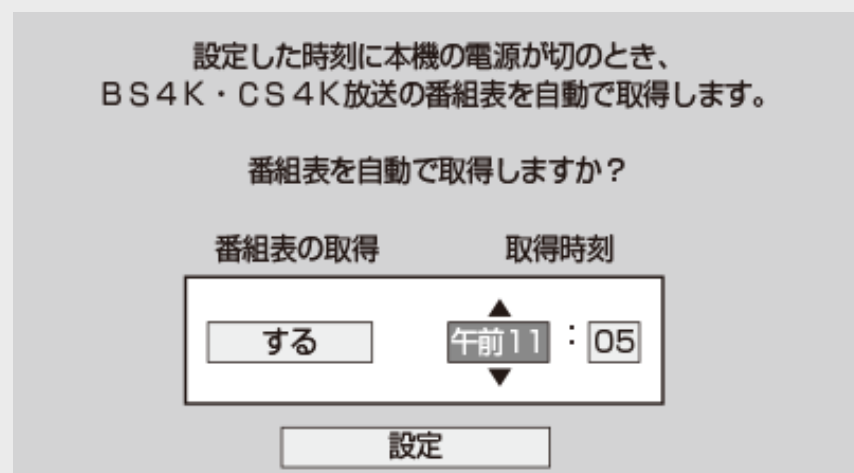 設定した時刻に本機の電源が切のとき、
ＢＳ４Ｋ・ＣＳ４Ｋ放送の番組表を自動で取得します。
番組表を自動で取得しますか？
番組表の取得 取得時刻
する ▲ 午前11 : 05 ▼
設定